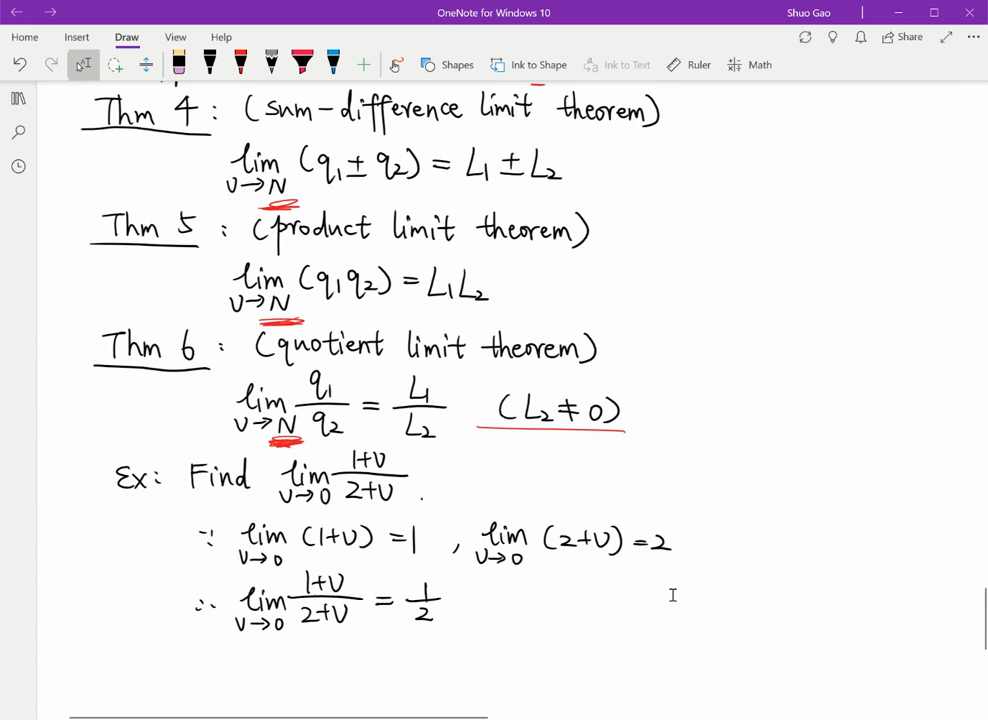 OneNote for Windows 10
Shuo Gao
Home Insert Draw View Help
Share
Shapes Ink to Shape Ink to Text Ruler Math
Thm 4 : (sum-difference limit theorem)
lim (q₁ ± q₂) = L₁ ± L₂
v→N
Thm 5 : (product limit theorem)
lim (q₁q₂) = L₁L₂
v→N
Thm 6 : (quotient limit theorem)
lim q₁/q₂ = L₁/L₂ (L₂ ≠ 0)
v→N
Ex: Find lim 1+v/2+v .
v→0
∵ lim (1+v) = 1 , lim (2+v) = 2
v→0 v→0
∴ lim 1+v/2+v = 1/2
v→0